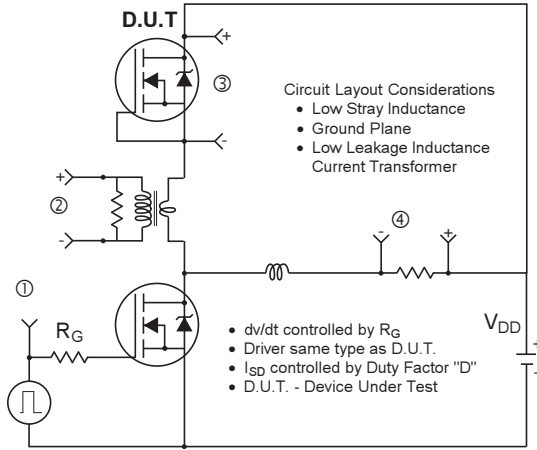 D.U.T
+
③
-
Circuit Layout Considerations
• Low Stray Inductance
• Ground Plane
• Low Leakage Inductance
Current Transformer
+
②
-
④
- +
①
RG
VDD
+
-
• dv/dt controlled by RG
• Driver same type as D.U.T.
• ISD controlled by Duty Factor "D"
• D.U.T. - Device Under Test